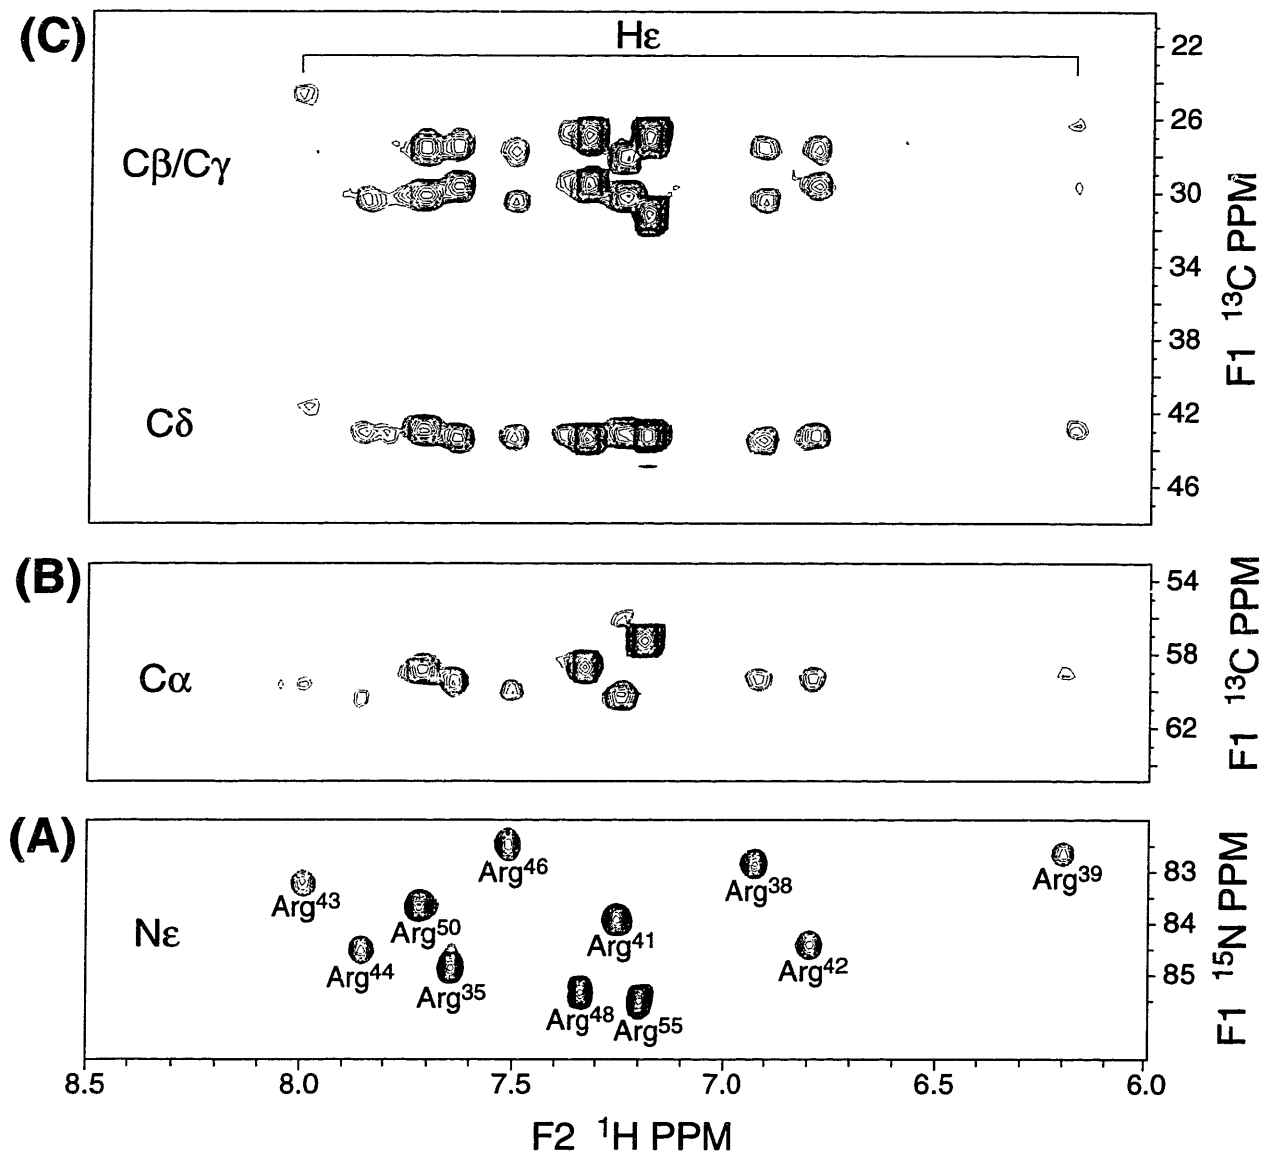 (C)
Hε
22
26
Cβ/Cγ
30
34
38
Cδ
42
46
F1 ¹³C PPM
(B)
54
58
Cα
62
F1 ¹³C PPM
(A)
Arg⁴⁶
Arg³⁸
Arg³⁹
83
Arg⁴³
Nε
Arg⁵⁰
Arg⁴¹
84
Arg⁴⁴
Arg⁴²
85
Arg³⁵
Arg⁴⁸
Arg⁵⁵
F1 ¹⁵N PPM
8.5 8.0 7.5 7.0 6.5 6.0
F2 ¹H PPM